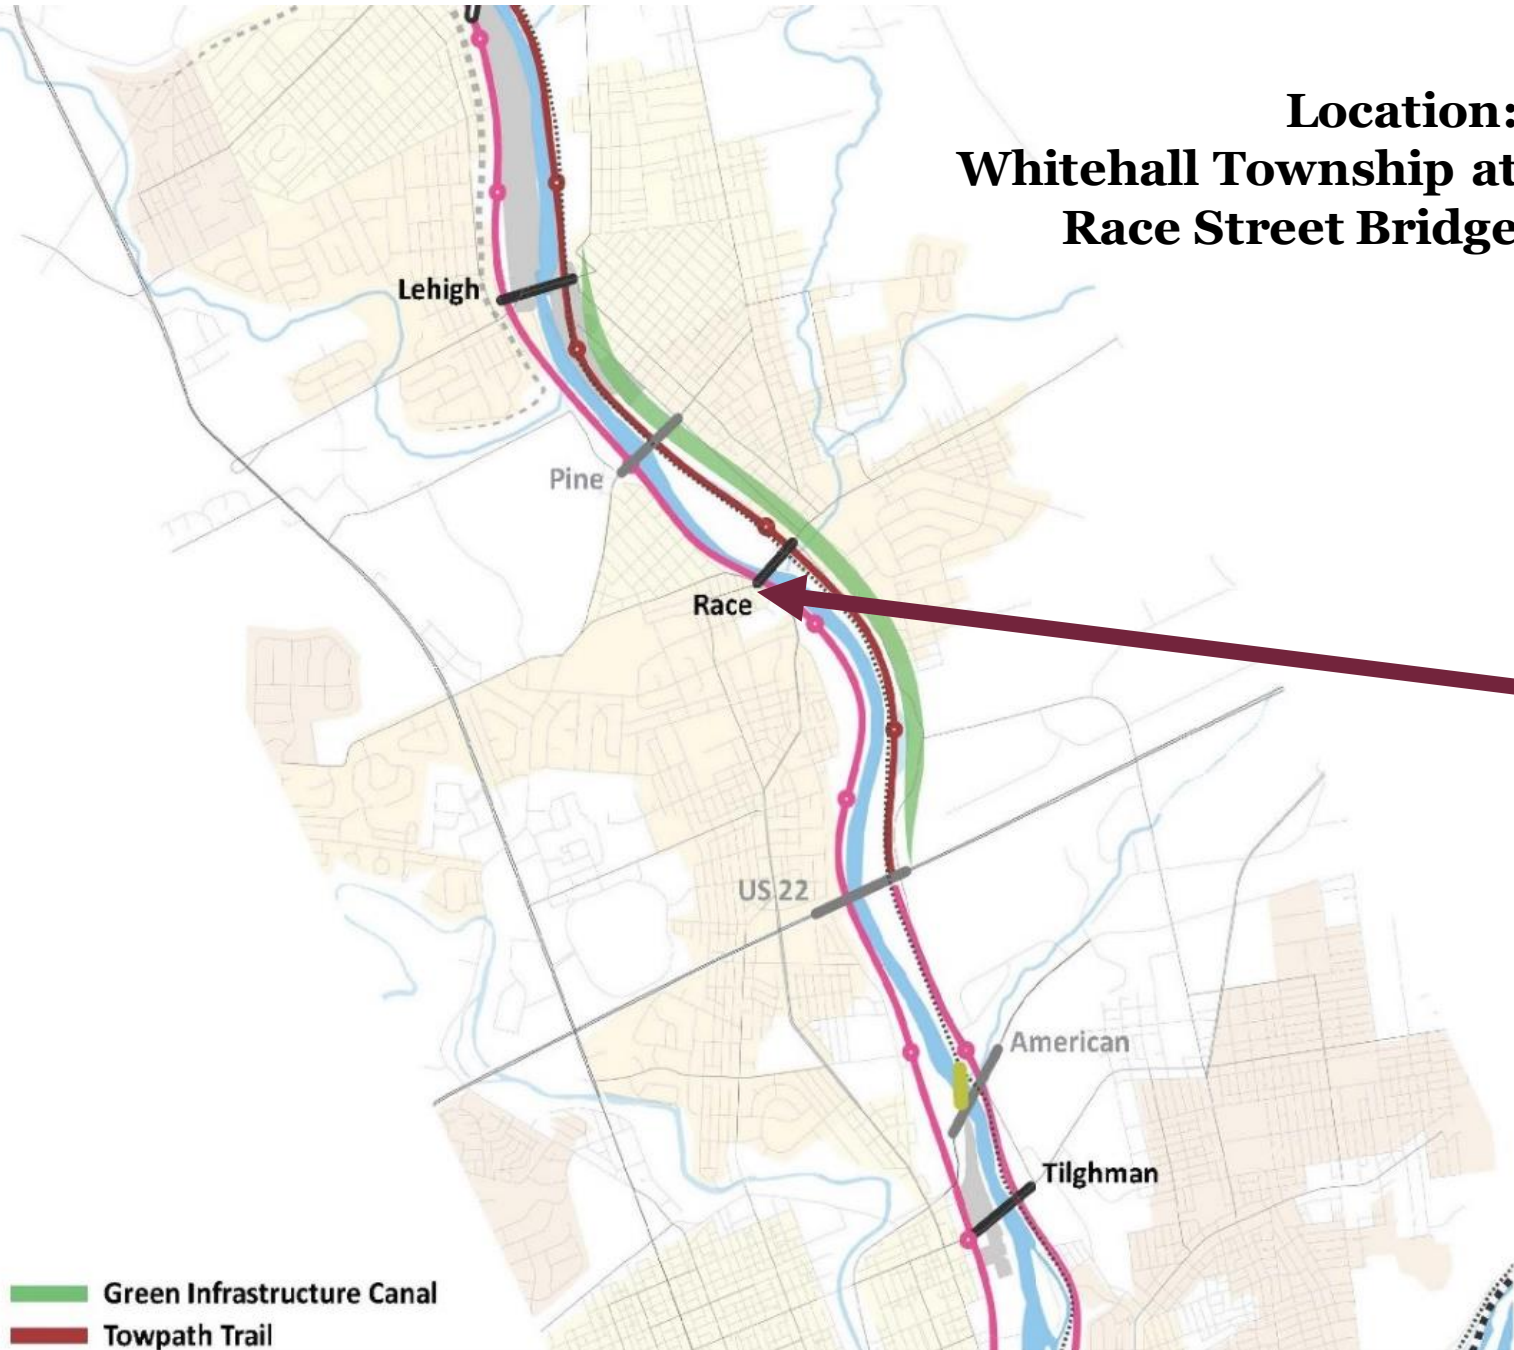 Location:
Whitehall Township at
Race Street Bridge
Lehigh
Pine
Race
US 22
American
Tilghman
Green Infrastructure Canal
Towpath Trail